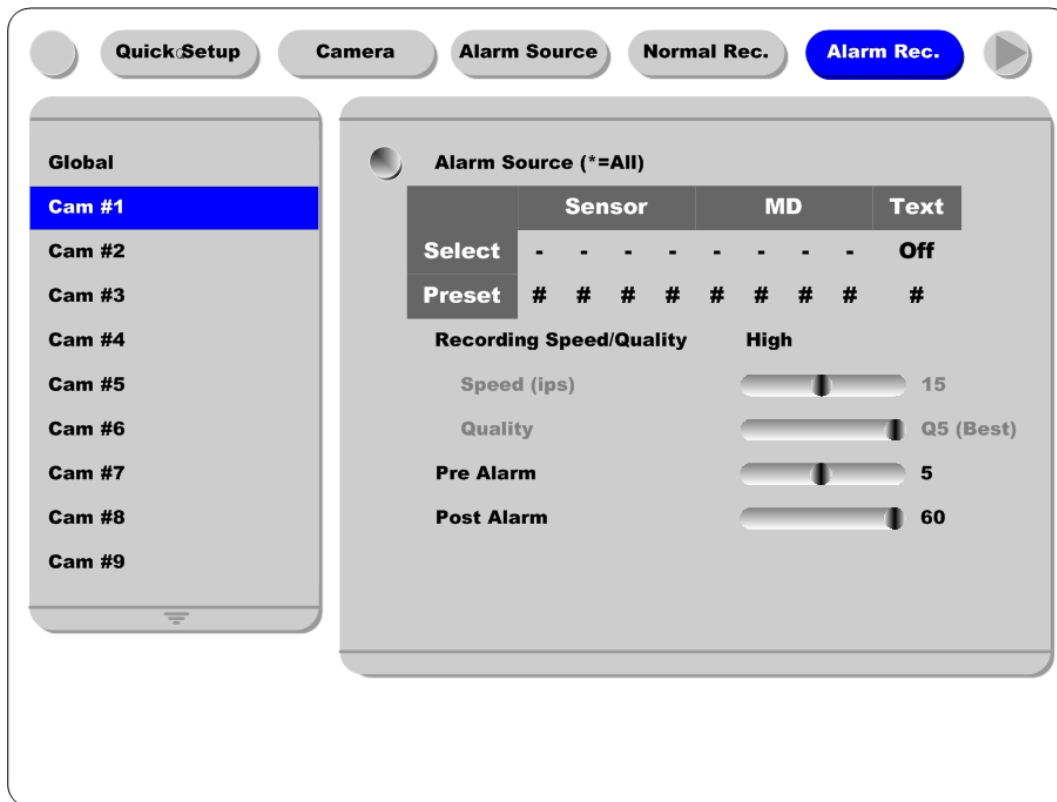 Quick Setup Camera Alarm Source Normal Rec. Alarm Rec.
Global
Cam #1
Cam #2
Cam #3
Cam #4
Cam #5
Cam #6
Cam #7
Cam #8
Cam #9
Alarm Source (*=All)
Sensor MD Text
Select - - - - - - - - Off
Preset # # # # # # # # #
Recording Speed/Quality High
Speed (ips) 15
Quality Q5 (Best)
Pre Alarm 5
Post Alarm 60